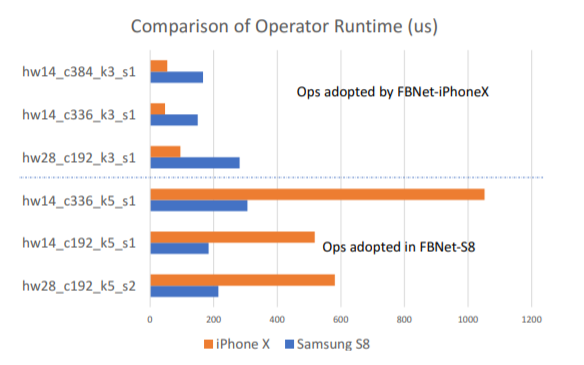 Comparison of Operator Runtime (us)
hw14_c384_k3_s1
Ops adopted by FBNet-iPhoneX
hw14_c336_k3_s1
hw28_c192_k3_s1
hw14_c336_k5_s1
hw14_c192_k5_s1
Ops adopted in FBNet-S8
hw28_c192_k5_s2
0 200 400 600 800 1000 1200
iPhone X Samsung S8